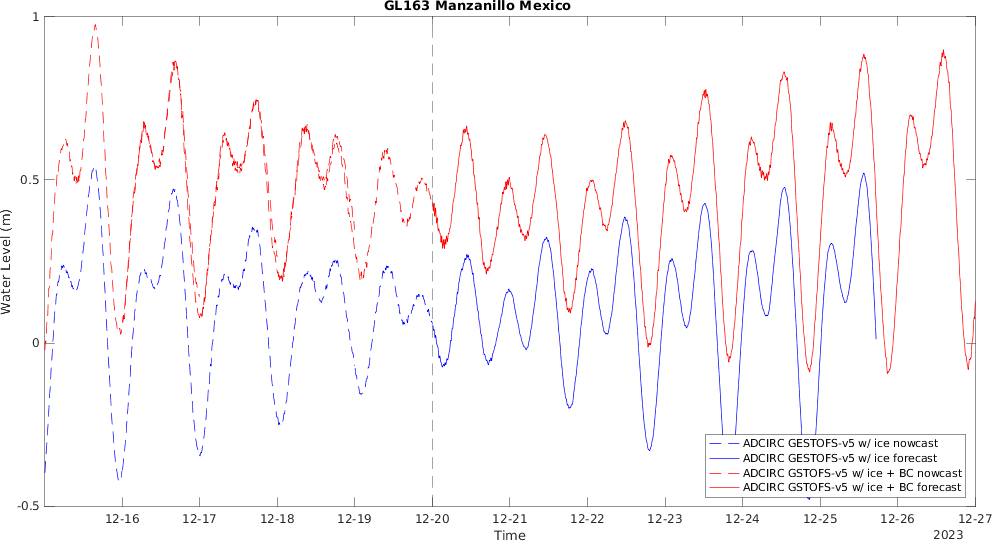 GL163 Manzanillo Mexico
1
0.5
0
-0.5
Water Level (m)
12-16
12-17
12-18
12-19
12-20
12-21
12-22
12-23
12-24
12-25
12-26
12-27
Time
2023
ADCIRC GESTOFS-v5 w/ ice nowcast
ADCIRC GESTOFS-v5 w/ ice forecast
ADCIRC GSTOFS-v5 w/ ice + BC nowcast
ADCIRC GSTOFS-v5 w/ ice + BC forecast